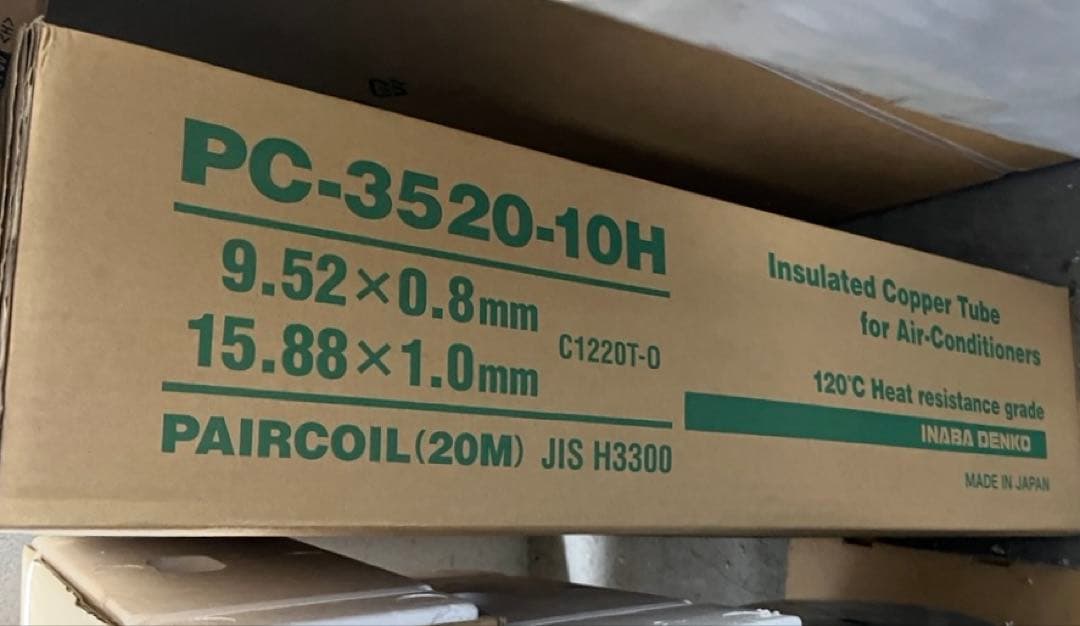 PC-3520-10H
9.52×0.8mm
15.88×1.0mm
C1220T-O
PAIRCOIL(20M) JIS H3300
Insulated Copper Tube
for Air-Conditioners
120℃ Heat resistance grade
INABA DENKO
MADE IN JAPAN